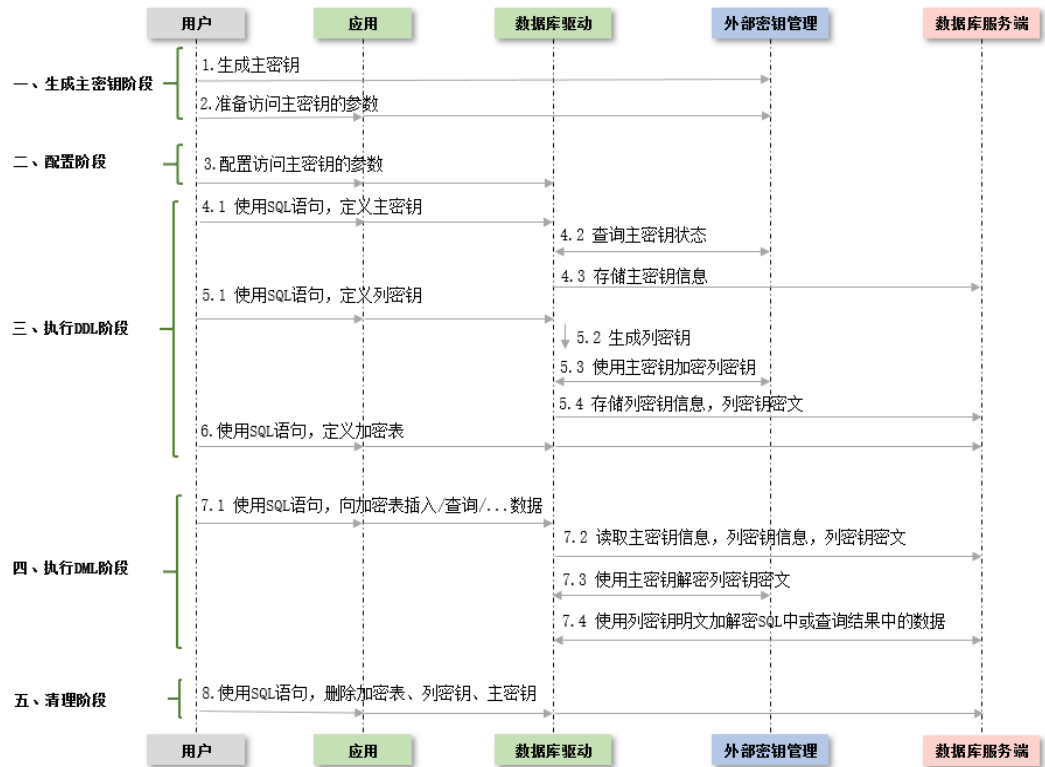 用户 应用 数据库驱动 外部密钥管理 数据库服务端
一、生成主密钥阶段
1.生成主密钥
2.准备访问主密钥的参数
二、配置阶段
3.配置访问主密钥的参数
三、执行DDL阶段
4.1 使用SQL语句，定义主密钥
4.2 查询主密钥状态
4.3 存储主密钥信息
5.1 使用SQL语句，定义列密钥
5.2 生成列密钥
5.3 使用主密钥加密列密钥
5.4 存储列密钥信息，列密钥密文
6.使用SQL语句，定义加密表
四、执行DML阶段
7.1 使用SQL语句，向加密表插入/查询/...数据
7.2 读取主密钥信息，列密钥信息，列密钥密文
7.3 使用主密钥解密列密钥密文
7.4 使用列密钥明文加解密SQL中或查询结果中的数据
五、清理阶段
8.使用SQL语句，删除加密表、列密钥、主密钥
用户 应用 数据库驱动 外部密钥管理 数据库服务端